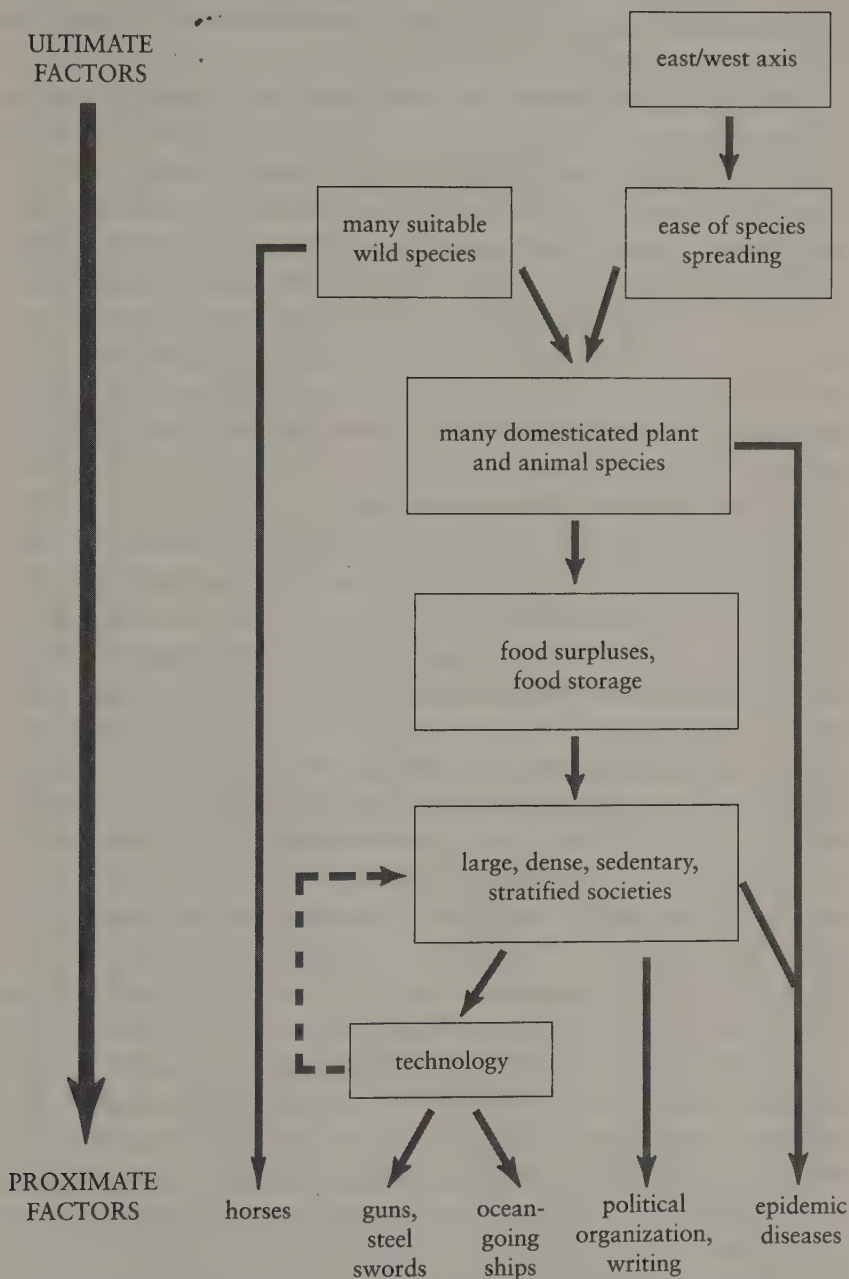 ULTIMATE
FACTORS
east/west axis
many suitable
wild species
ease of species
spreading
many domesticated plant
and animal species
food surpluses,
food storage
large, dense, sedentary,
stratified societies
technology
PROXIMATE
FACTORS
horses
guns,
steel
swords
ocean-
going
ships
political
organization,
writing
epidemic
diseases